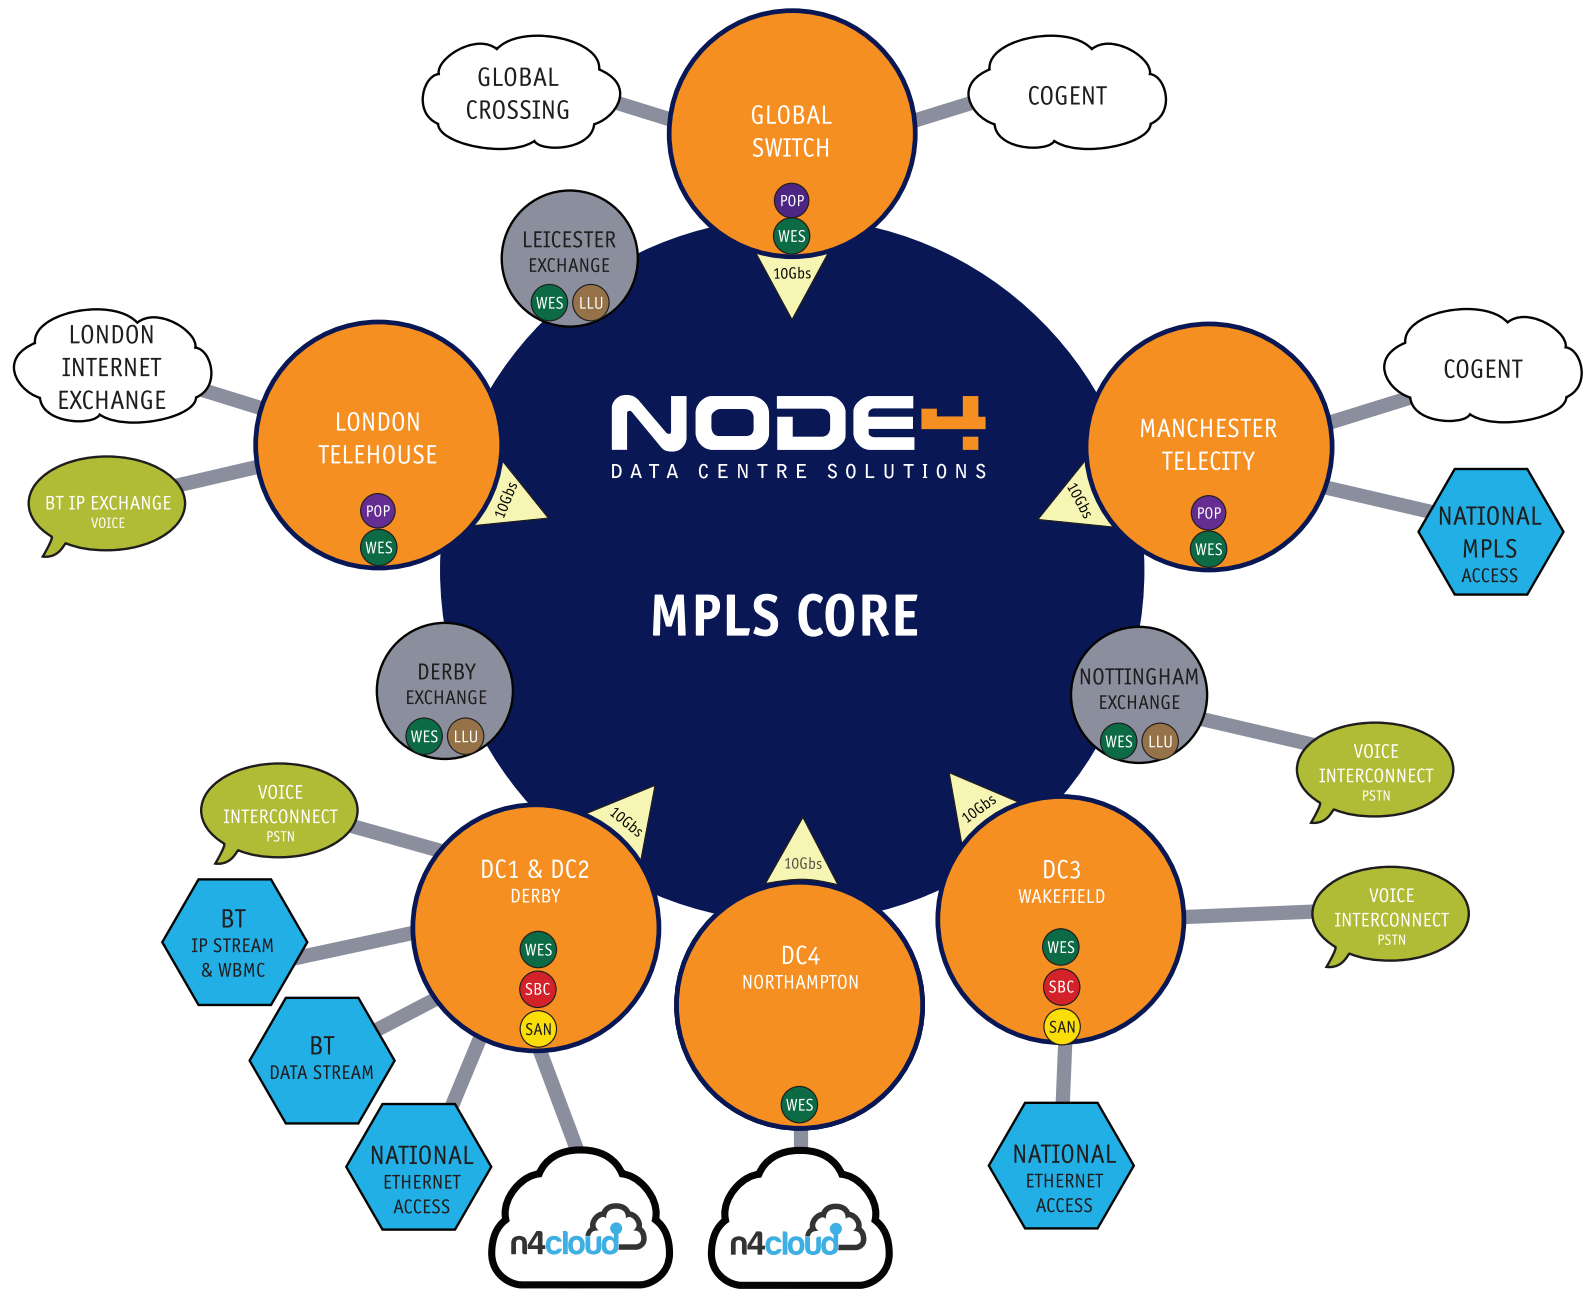 GLOBAL
CROSSING
GLOBAL
SWITCH
POP
WES
10Gbs
COGENT
LEICESTER
EXCHANGE
WES LLU
LONDON
INTERNET
EXCHANGE
BT IP EXCHANGE
VOICE
LONDON
TELEHOUSE
POP
WES
10Gbs
NODE4
DATA CENTRE SOLUTIONS
MPLS CORE
MANCHESTER
TELECITY
POP
WES
10Gbs
COGENT
NATIONAL
MPLS
ACCESS
DERBY
EXCHANGE
WES LLU
NOTTINGHAM
EXCHANGE
WES LLU
VOICE
INTERCONNECT
PSTN
VOICE
INTERCONNECT
PSTN
BT
IP STREAM
& WBMC
BT
DATA STREAM
NATIONAL
ETHERNET
ACCESS
DC1 & DC2
DERBY
WES
SBC
SAN
10Gbs
n4cloud
10Gbs
DC4
NORTHAMPTON
WES
n4cloud
10Gbs
DC3
WAKEFIELD
WES
SBC
SAN
VOICE
INTERCONNECT
PSTN
NATIONAL
ETHERNET
ACCESS